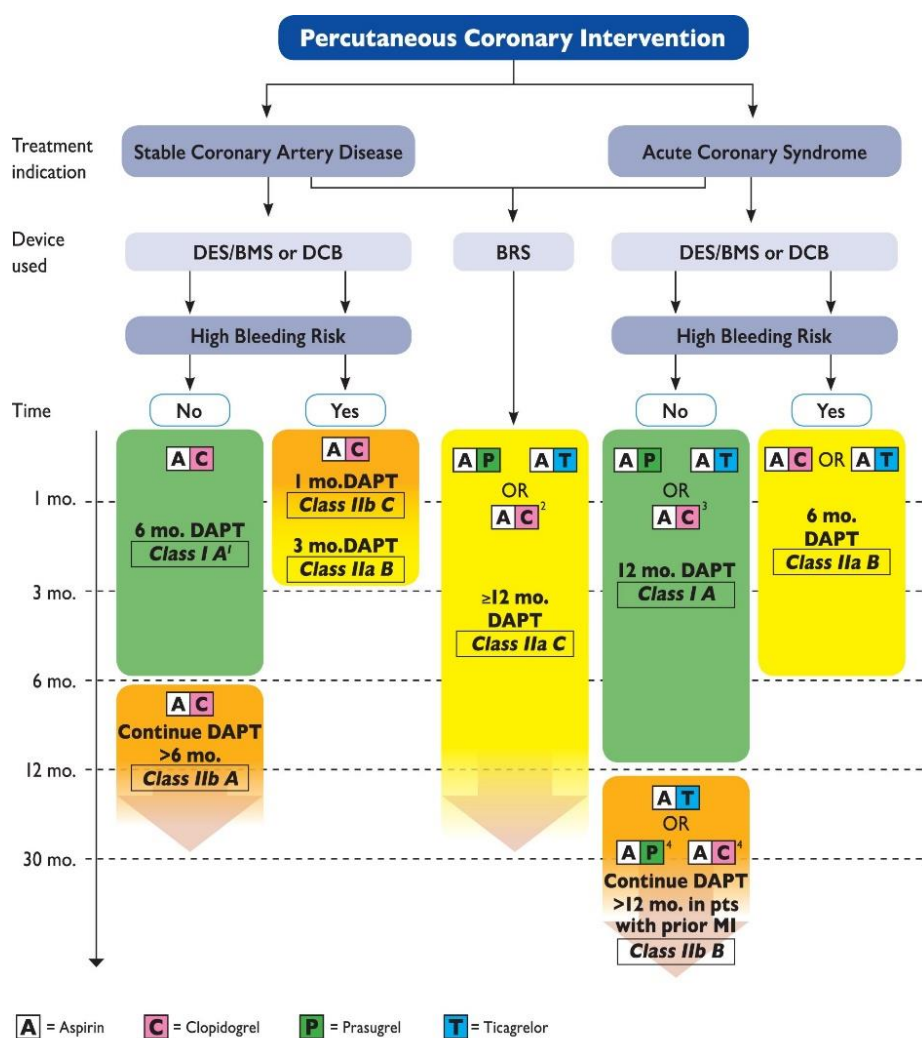 Percutaneous Coronary Intervention
Treatment
indication
Stable Coronary Artery Disease
Acute Coronary Syndrome
Device
used
DES/BMS or DCB
BRS
DES/BMS or DCB
High Bleeding Risk
High Bleeding Risk
Time
No
Yes
No
Yes
1 mo.
3 mo.
6 mo.
12 mo.
30 mo.
A C
6 mo. DAPT
Class I A1
A C
Continue DAPT
>6 mo.
Class IIb A
A C
1 mo.DAPT
Class IIb C
3 mo.DAPT
Class IIa B
A P A T
OR
A C 2
≥12 mo.
DAPT
Class IIa C
A P A T
OR
A C 3
12 mo. DAPT
Class I A
A T
OR
A P 4 A C 4
Continue DAPT
>12 mo. in pts
with prior MI
Class IIb B
A C OR A T
6 mo.
DAPT
Class IIa B
A = Aspirin C = Clopidogrel P = Prasugrel T = Ticagrelor